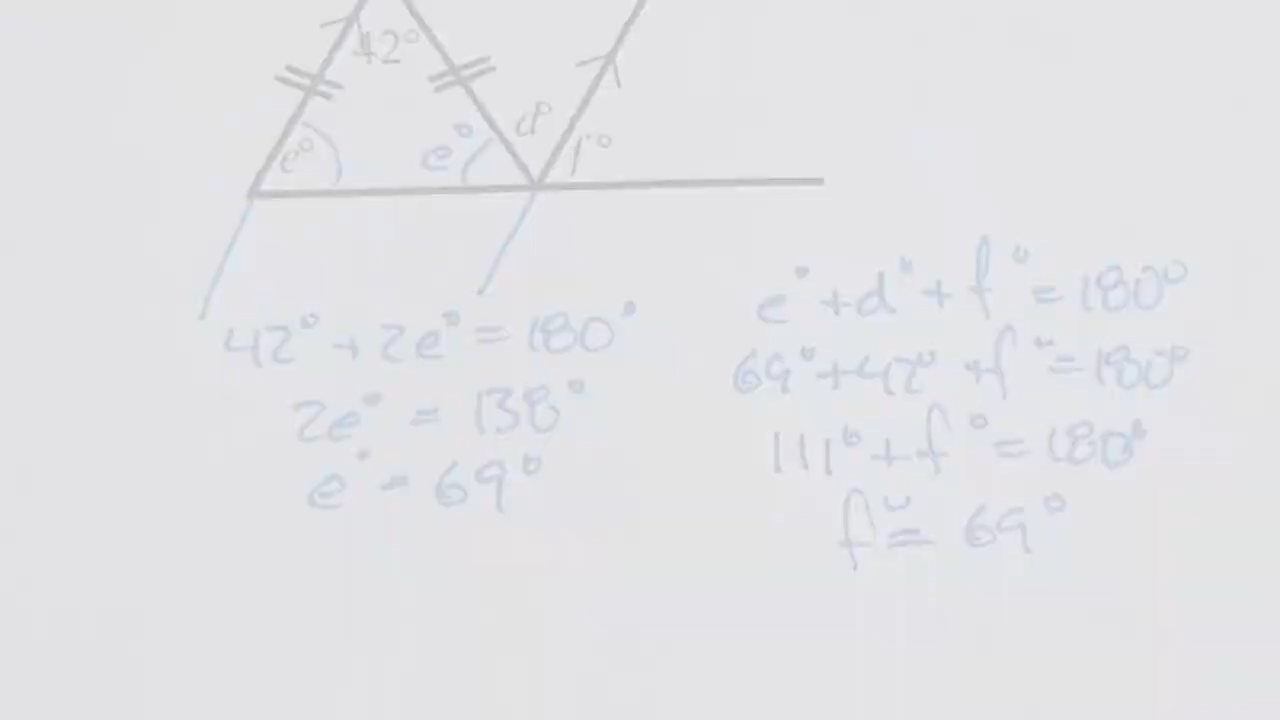 42°
d°
e°
e°
f°
42° + 2e° = 180°
2e° = 138°
e° = 69°
e° + d° + f° = 180°
69° + 42° + f° = 180°
111° + f° = 180°
f° = 69°